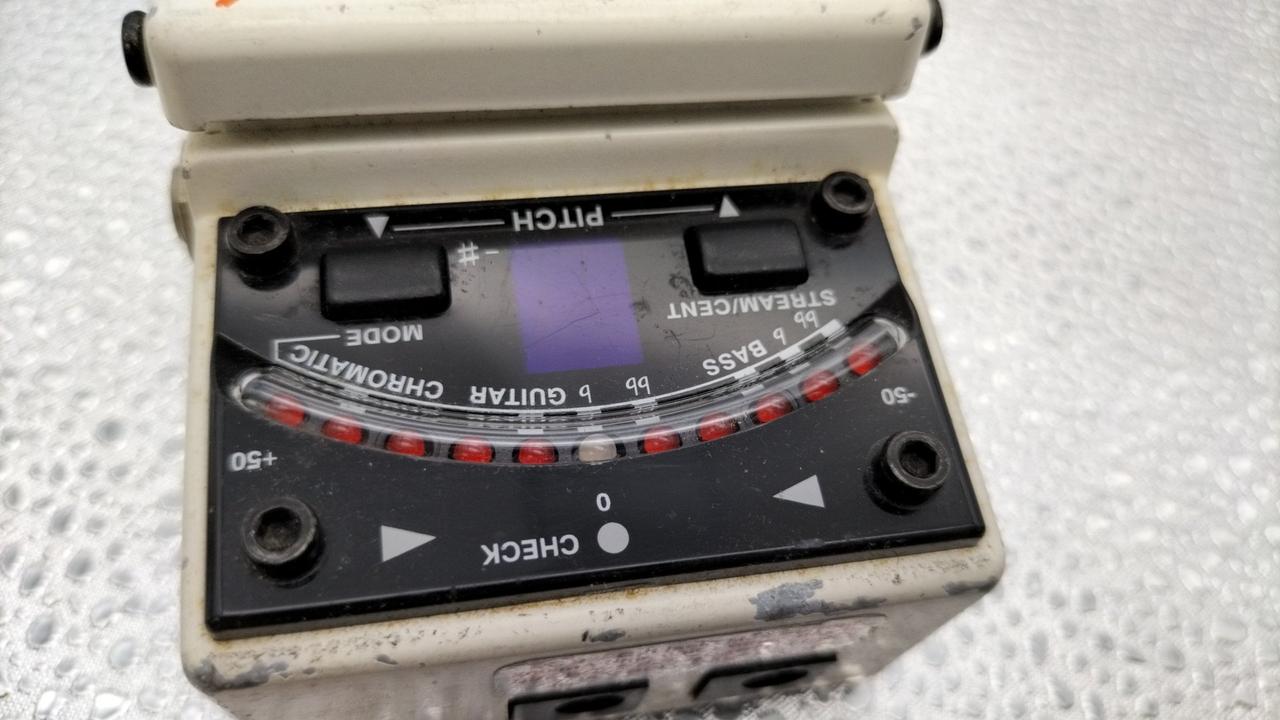 CHECK
0
-50 +50
♭♭ ♭ BASS ♭♭ ♭ GUITAR CHROMATIC
STREAM/CENT MODE
- #
PITCH